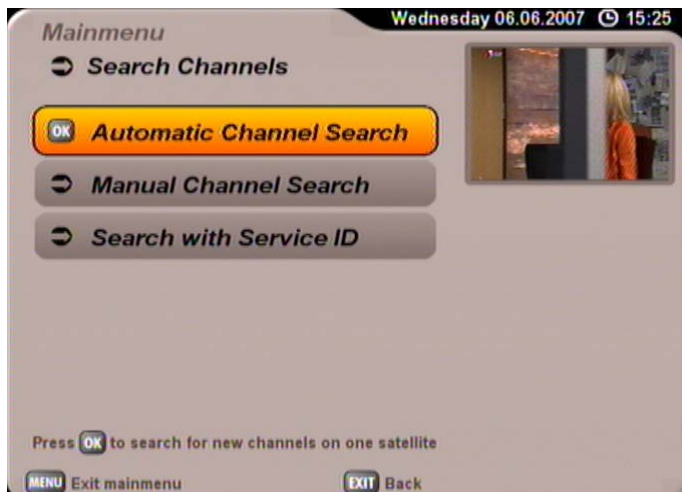 Wednesday 06.06.2007 15:25
Mainmenu
Search Channels
OK Automatic Channel Search
Manual Channel Search
Search with Service ID
Press OK to search for new channels on one satellite
MENU Exit mainmenu EXIT Back